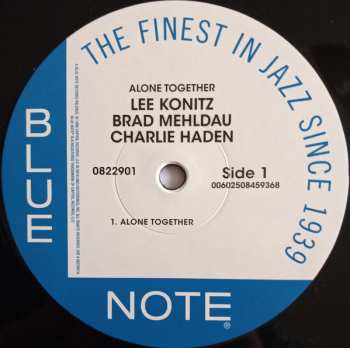 THE FINEST IN JAZZ SINCE 1939
ALONE TOGETHER
LEE KONITZ
BRAD MEHLDAU
CHARLIE HADEN
0822901
Side 1
00602508459368
1. ALONE TOGETHER
BLUE
NOTE®